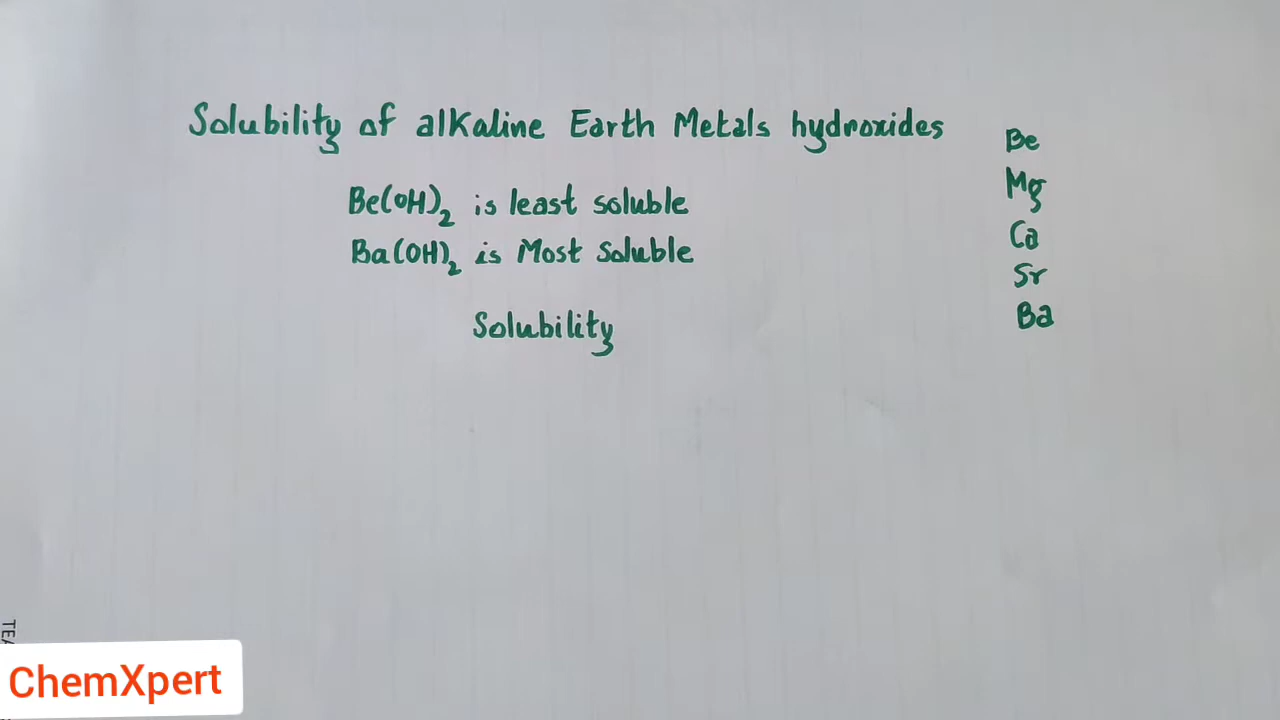 Solubility of alkaline Earth Metals hydroxides
Be(OH)₂ is least soluble
Ba(OH)₂ is Most soluble
Solubility
Be
Mg
Ca
Sr
Ba
ChemXpert